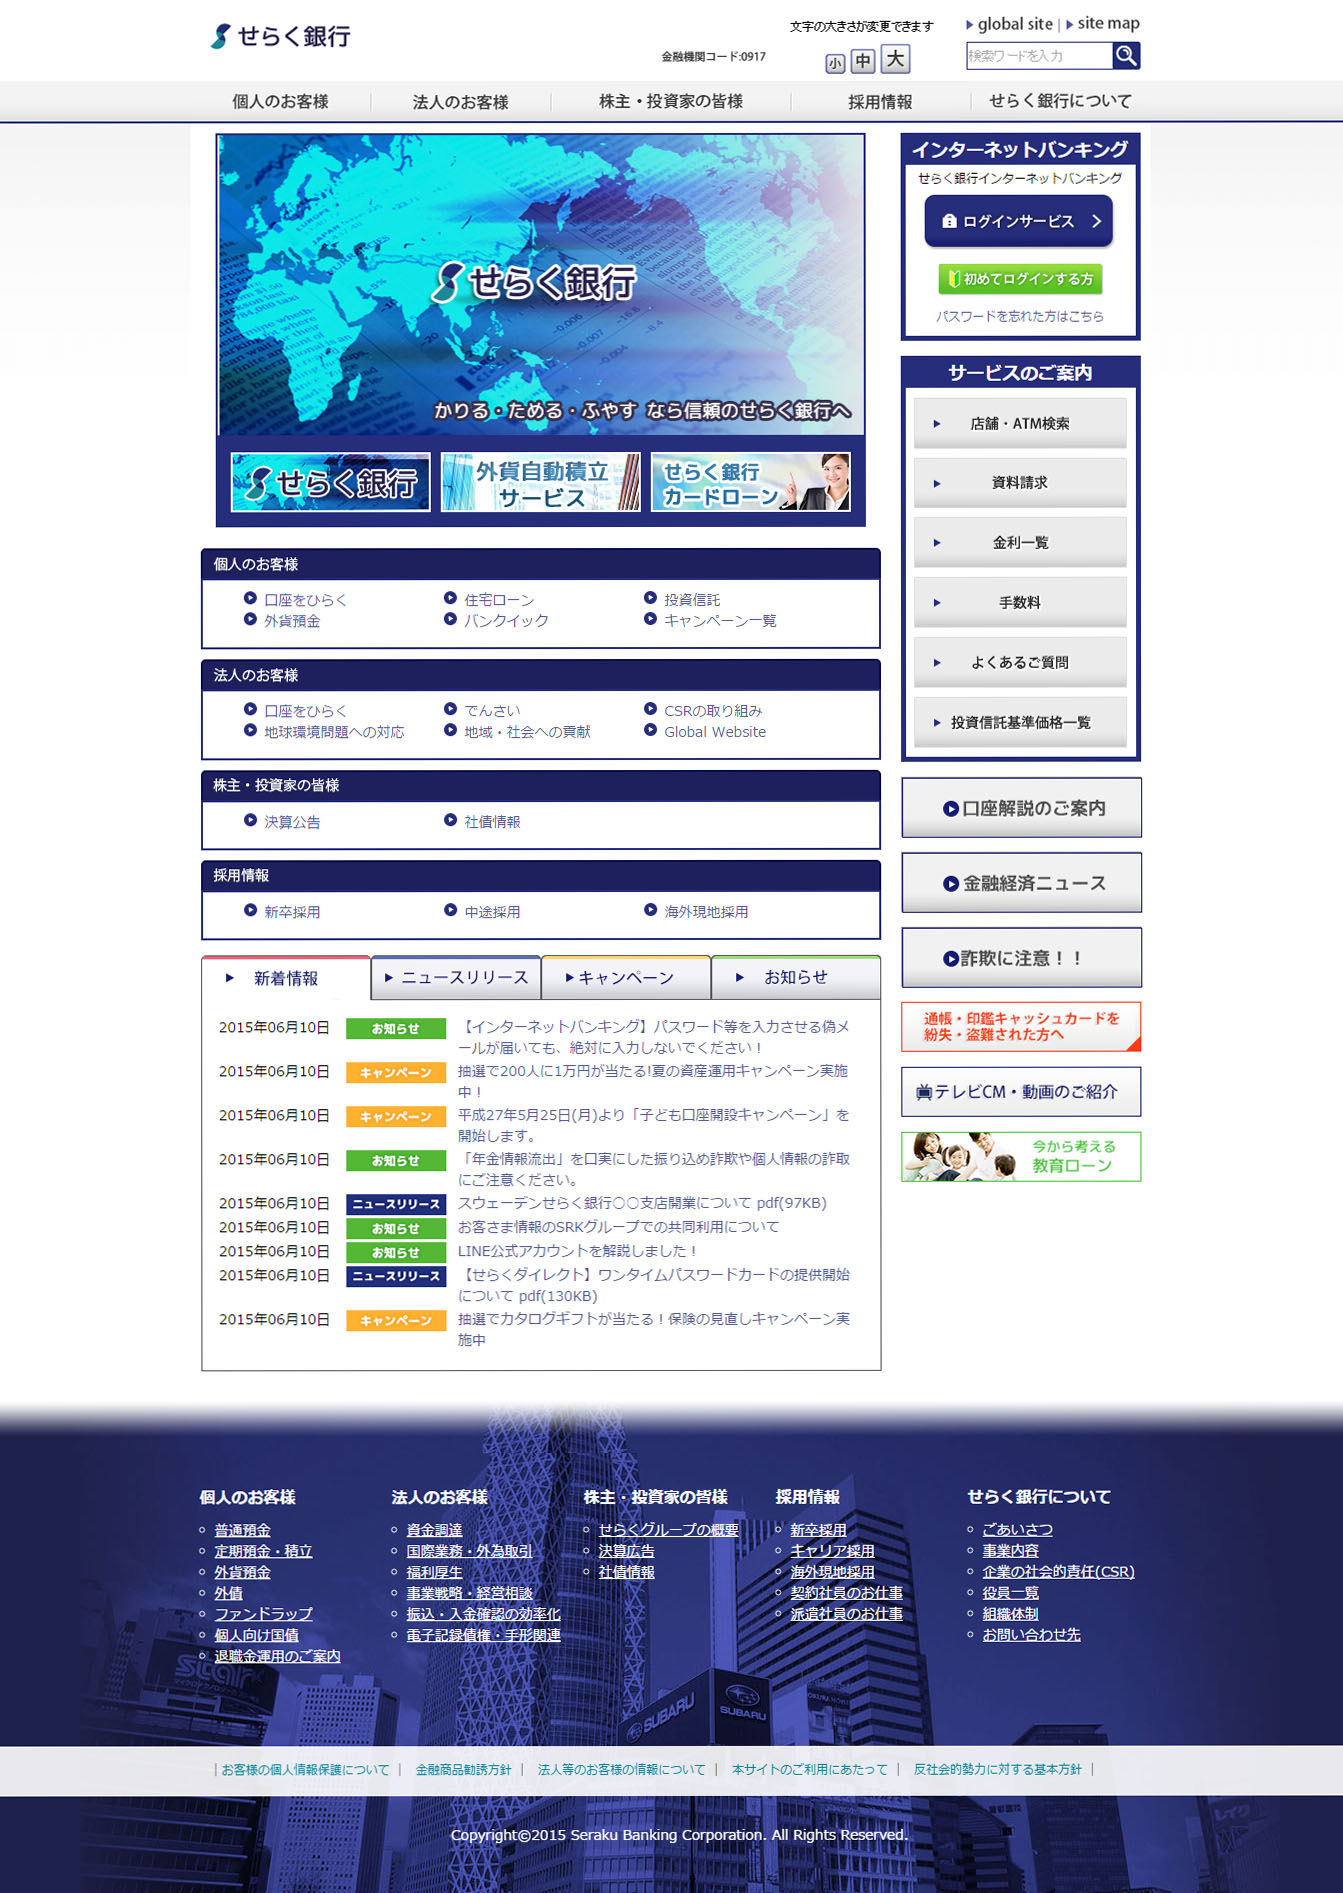 せらく銀行
金融機関コード:0917
文字の大きさが変更できます
小 中 大
global site | site map
検索ワードを入力
個人のお客様
法人のお客様
株主・投資家の皆様
採用情報
せらく銀行について
せらく銀行
かりる・ためる・ふやす なら信頼のせらく銀行へ
せらく銀行
外貨自動積立
サービス
せらく銀行
カードローン
インターネットバンキング
せらく銀行インターネットバンキング
ログインサービス
初めてログインする方
パスワードを忘れた方はこちら
サービスのご案内
店舗・ATM検索
資料請求
金利一覧
手数料
よくあるご質問
投資信託基準価格一覧
口座解説のご案内
金融経済ニュース
詐欺に注意！！
通帳・印鑑キャッシュカードを
紛失・盗難された方へ
テレビCM・動画のご紹介
今から考える
教育ローン
個人のお客様
口座をひらく
住宅ローン
投資信託
外貨預金
バンクイック
キャンペーン一覧
法人のお客様
口座をひらく
でんさい
CSRの取り組み
地球環境問題への対応
地域・社会への貢献
Global Website
株主・投資家の皆様
決算公告
社債情報
採用情報
新卒採用
中途採用
海外現地採用
新着情報
ニュースリリース
キャンペーン
お知らせ
2015年06月10日 お知らせ 【インターネットバンキング】パスワード等を入力させる偽メ
ールが届いても、絶対に入力しないでください！
2015年06月10日 キャンペーン 抽選で200人に1万円が当たる!夏の資産運用キャンペーン実施
中！
2015年06月10日 キャンペーン 平成27年5月25日(月)より「子ども口座開設キャンペーン」を
開始します。
2015年06月10日 お知らせ 「年金情報流出」を口実にした振り込め詐欺や個人情報の詐取
にご注意ください。
2015年06月10日 ニュースリリース スウェーデンせらく銀行○○支店開業について pdf(97KB)
2015年06月10日 お知らせ お客さま情報のSRKグループでの共同利用について
2015年06月10日 お知らせ LINE公式アカウントを解説しました！
2015年06月10日 ニュースリリース 【せらくダイレクト】ワンタイムパスワードカードの提供開始
について pdf(130KB)
2015年06月10日 キャンペーン 抽選でカタログギフトが当たる！保険の見直しキャンペーン実
施中
個人のお客様
普通預金
定期預金・積立
外貨預金
外債
ファンドラップ
個人向け国債
退職金運用のご案内
法人のお客様
資金調達
国際業務・外為取引
福利厚生
事業戦略・経営相談
振込・入金確認の効率化
電子記録債権・手形関連
株主・投資家の皆様
せらくグループの概要
決算広告
社債情報
採用情報
新卒採用
キャリア採用
海外現地採用
契約社員のお仕事
派遣社員のお仕事
せらく銀行について
ごあいさつ
事業内容
企業の社会的責任(CSR)
役員一覧
組織体制
お問い合わせ先
star
SUBARU
SUBARU
| お客様の個人情報保護について | 金融商品勧誘方針 | 法人等のお客様の情報について | 本サイトのご利用にあたって | 反社会的勢力に対する基本方針 |
Copyright©2015 Seraku Banking Corporation. All Rights Reserved.